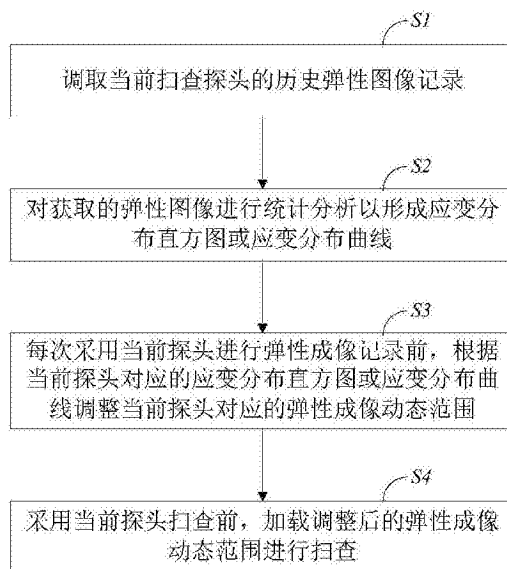 S1
调取当前扫查探头的历史弹性图像记录
S2
对获取的弹性图像进行统计分析以形成应变分
布直方图或应变分布曲线
S3
每次采用当前探头进行弹性成像记录前，根据
当前探头对应的应变分布直方图或应变分布曲
线调整当前探头对应的弹性成像动态范围
S4
采用当前探头扫查前，加载调整后的弹性成像
动态范围进行扫查